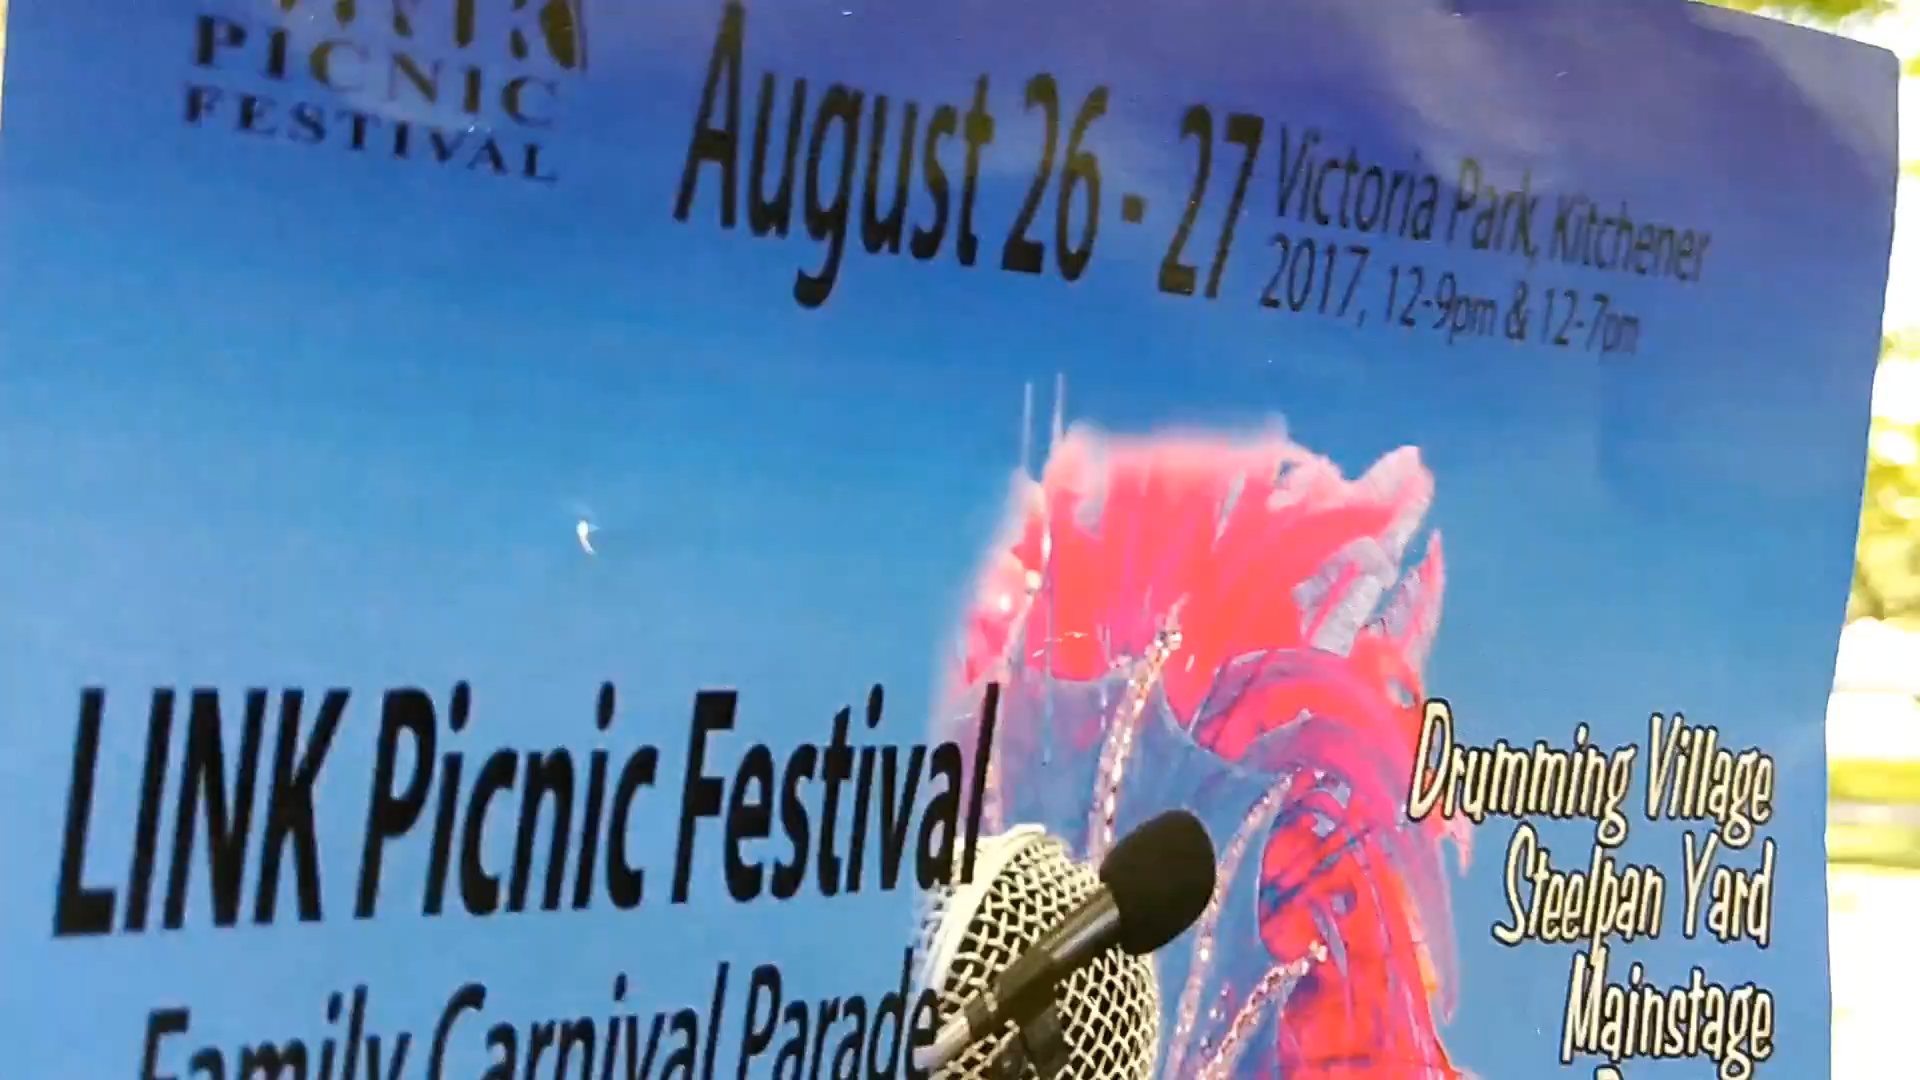 PICNIC
FESTIVAL
August 26 - 27
Victoria Park, Kitchener
2017, 12-9pm & 12-7pm
LINK Picnic Festival
Family Carnival Parade
Drumming Village
Steelpan Yard
Mainstage